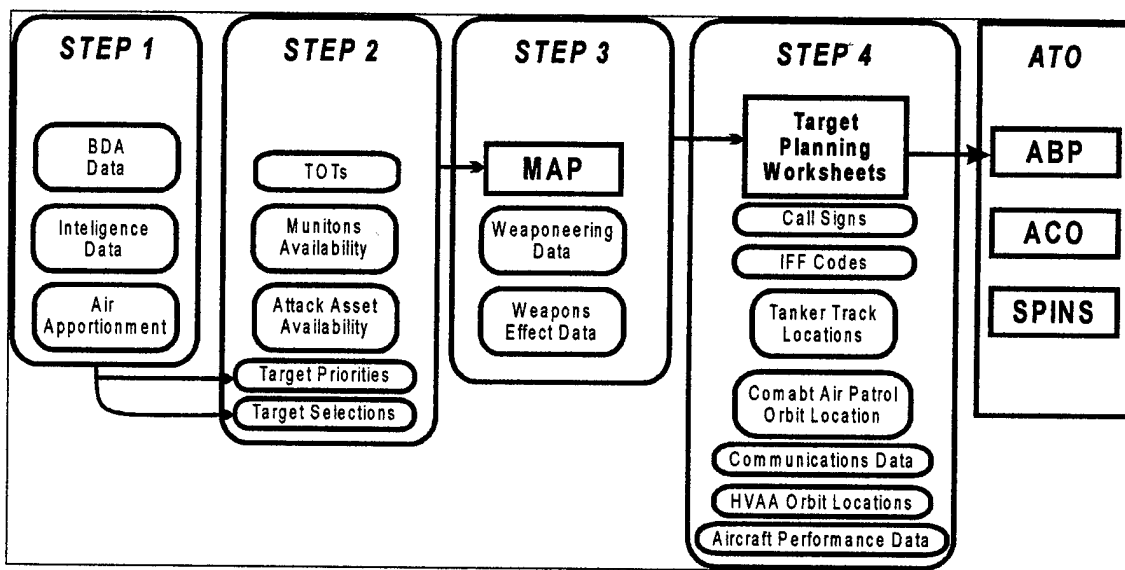 STEP 1
BDA
Data
Inteligence
Data
Air
Apportionment
STEP 2
TOTs
Munitons
Availability
Attack Asset
Availability
Target Priorities
Target Selections
STEP 3
MAP
Weaponeering
Data
Weapons
Effect Data
STEP 4
Target
Planning
Worksheets
Call Signs
IFF Codes
Tanker Track
Locations
Comabt Air Patrol
Orbit Location
Communications Data
HVAA Orbit Locations
Aircraft Performance Data
ATO
ABP
ACO
SPINS